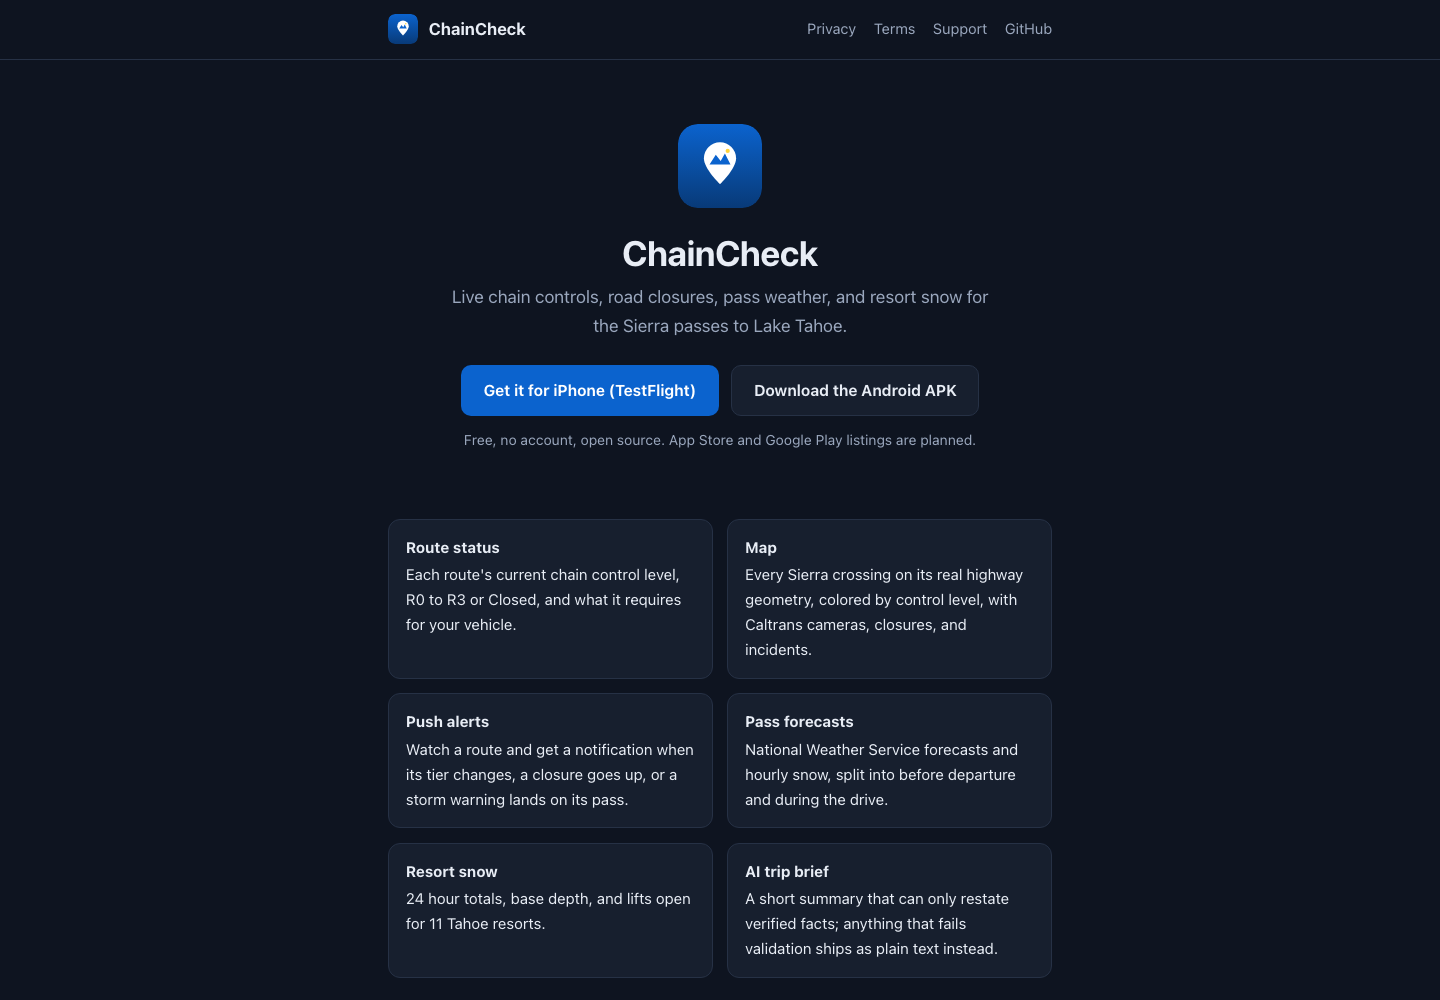 ChainCheck
Privacy Terms Support GitHub
ChainCheck
Live chain controls, road closures, pass weather, and resort snow for
the Sierra passes to Lake Tahoe.
Get it for iPhone (TestFlight)
Download the Android APK
Free, no account, open source. App Store and Google Play listings are planned.
Route status
Each route's current chain control level,
R0 to R3 or Closed, and what it requires
for your vehicle.
Map
Every Sierra crossing on its real highway
geometry, colored by control level, with
Caltrans cameras, closures, and
incidents.
Push alerts
Watch a route and get a notification when
its tier changes, a closure goes up, or a
storm warning lands on its pass.
Pass forecasts
National Weather Service forecasts and
hourly snow, split into before departure
and during the drive.
Resort snow
24 hour totals, base depth, and lifts open
for 11 Tahoe resorts.
AI trip brief
A short summary that can only restate
verified facts; anything that fails
validation ships as plain text instead.